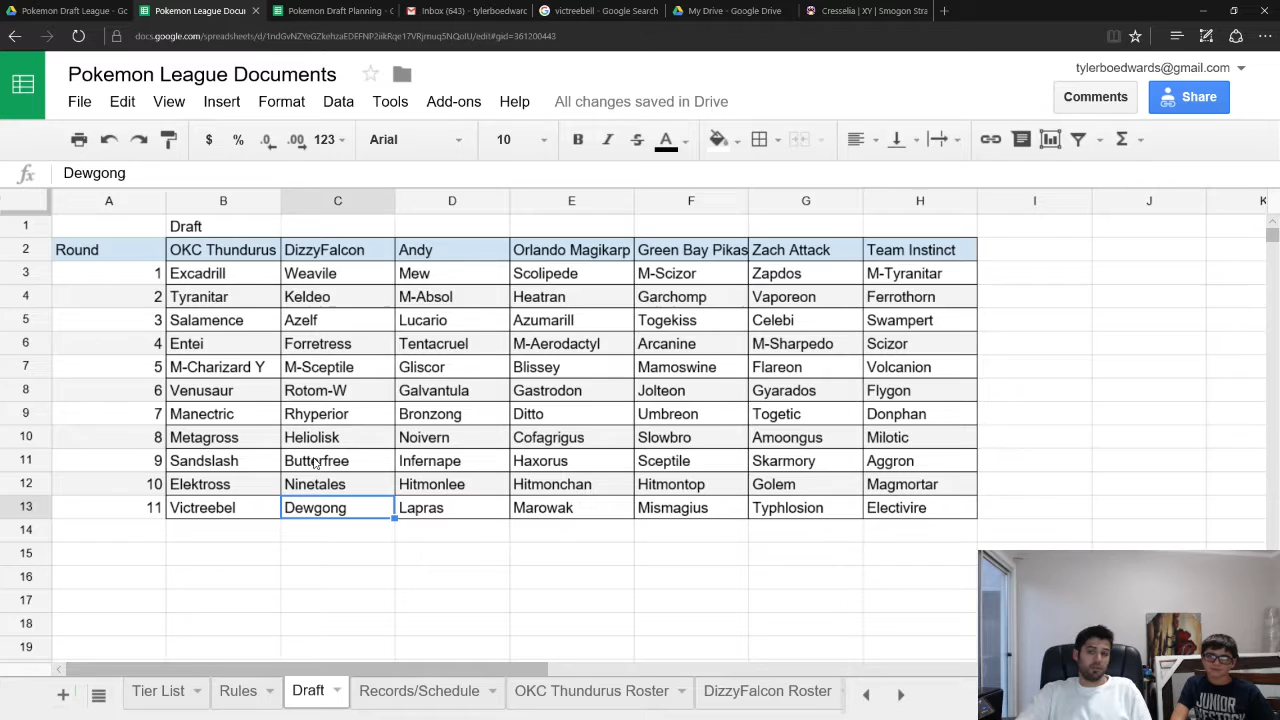 Pokemon Draft League - Gc
Pokemon League Docum
Pokemon Draft Planning - G
Inbox (643) - tylerboedwarc
victreebell - Google Search
My Drive - Google Drive
Cresselia | XY | Smogon Stra
docs.google.com/spreadsheets/d/
Pokemon League Documents
tylerboedwards@gmail.com
File Edit View Insert Format Data Tools Add-ons Help All changes saved in Drive
Comments Share
$ % .0 .00 123 Arial 10 B I S A Σ
fx Dewgong
A B C D E F G H I J K
1 Draft
2 Round OKC Thundurus DizzyFalcon Andy Orlando Magikarp Green Bay Pikas Zach Attack Team Instinct
3 1 Excadrill Weavile Mew Scolipede M-Scizor Zapdos M-Tyranitar
4 2 Tyranitar Keldeo M-Absol Heatran Garchomp Vaporeon Ferrothorn
5 3 Salamence Azelf Lucario Azumarill Togekiss Celebi Swampert
6 4 Entei Forretress Tentacruel M-Aerodactyl Arcanine M-Sharpedo Scizor
7 5 M-Charizard Y M-Sceptile Gliscor Blissey Mamoswine Flareon Volcanion
8 6 Venusaur Rotom-W Galvantula Gastrodon Jolteon Gyarados Flygon
9 7 Manectric Rhyperior Bronzong Ditto Umbreon Togetic Donphan
10 8 Metagross Heliolisk Noivern Cofagrigus Slowbro Amoongus Milotic
11 9 Sandslash Butterfree Infernape Haxorus Sceptile Skarmory Aggron
12 10 Elektross Ninetales Hitmonlee Hitmonchan Hitmontop Golem Magmortar
13 11 Victreebel Dewgong Lapras Marowak Mismagius Typhlosion Electivire
14
15
16
17
18
19
Tier List Rules Draft Records/Schedule OKC Thundurus Roster DizzyFalcon Roster
JUNIOR